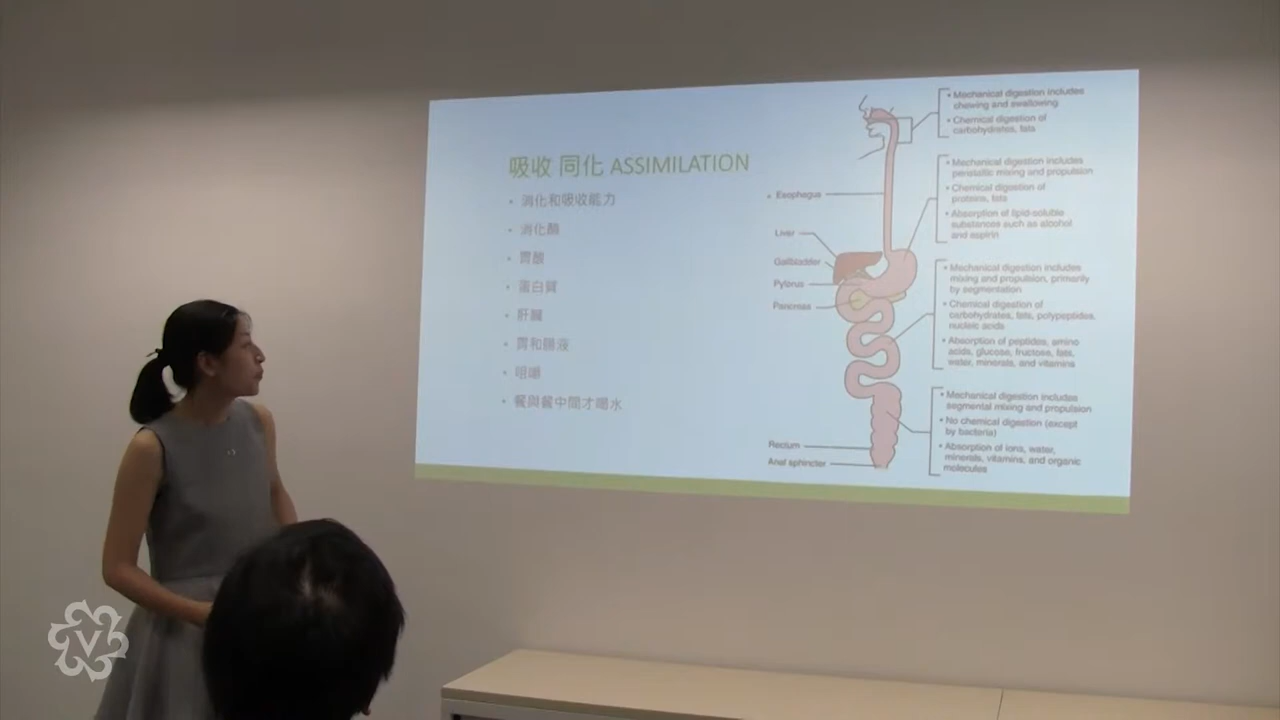 吸收 同化 ASSIMILATION
• 消化和吸收能力
• 消化酶
• 胃酸
• 蛋白質
• 肝臟
• 胃和腸液
• 咀嚼
• 餐與餐中間才喝水
Esophagus
Liver
Gallbladder
Pylorus
Pancreas
Rectum
Anal sphincter
• Mechanical digestion includes
chewing and swallowing
• Chemical digestion of
carbohydrates, fats
• Mechanical digestion includes
peristaltic mixing and propulsion
• Chemical digestion of
proteins, fats
• Absorption of lipid-soluble
substances such as alcohol
and aspirin
• Mechanical digestion includes
mixing and propulsion, primarily
by segmentation
• Chemical digestion of
carbohydrates, fats, polypeptides,
nucleic acids
• Absorption of peptides, amino
acids, glucose, fructose, fats,
water, minerals, and vitamins
• Mechanical digestion includes
segmental mixing and propulsion
• No chemical digestion (except
by bacteria)
• Absorption of ions, water,
minerals, vitamins, and organic
molecules
V